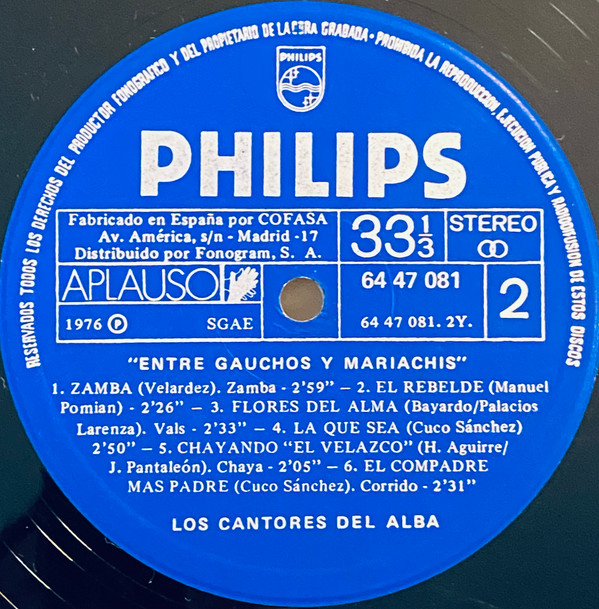 RESERVADOS TODOS LOS DERECHOS DEL PRODUCTOR FONOGRAFICO Y DEL PROPIETARIO DE LA OBRA GRABADA · PROHIBIDA LA REPRODUCCION, EJECUCION PUBLICA Y RADIODIFUSION DE ESTOS DISCOS
PHILIPS
PHILIPS
Fabricado en España por COFASA
Av. América, s/n - Madrid -17
Distribuido por Fonogram, S. A.
33 1/3
STEREO
APLAUSO
1976 Ⓟ SGAE
64 47 081
64 47 081. 2Y.
2
"ENTRE GAUCHOS Y MARIACHIS"
1. ZAMBA (Velardez). Zamba - 2'59" – 2. EL REBELDE (Manuel
Pomian) - 2'26" – 3. FLORES DEL ALMA (Bayardo/Palacios
Larenza). Vals - 2'33" – 4. LA QUE SEA (Cuco Sánchez)
2'50" – 5. CHAYANDO "EL VELAZCO" (H. Aguirre/
J. Pantaleón). Chaya - 2'05" – 6. EL COMPADRE
MAS PADRE (Cuco Sánchez). Corrido - 2'31"
LOS CANTORES DEL ALBA